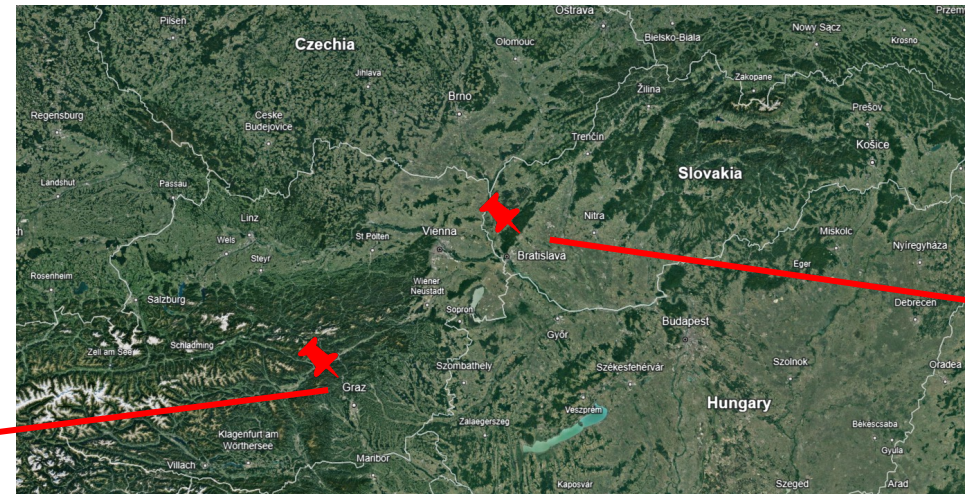 Ostrava
Przem
Pilsen
Nowy Sącz
Czechia
Olomouc
Bielsko-Biala
Krosno
Jihlava
Zakopane
Žilina
Brno
Prešov
Regensburg
Ceske
Budejovice
Trenčín
Košice
Slovakia
Landshut
Passau
Linz
Nitra
Vienna
Miskolc
Wels
St Polten
Nyíregyháza
Steyr
Bratislava
Eger
Rosenheim
Wiener
Neustadt
Salzburg
Debrecen
Sopron
Budapest
Győr
Schladming
Zell am See
Szombathely
Székesfehérvár
Szolnok
Oradea
Graz
Hungary
Veszprém
Zalaegerszeg
Békéscsaba
Klagenfurt am
Wörthersee
Gyula
Maribor
Villach
Kaposvár
Szeged
Arad